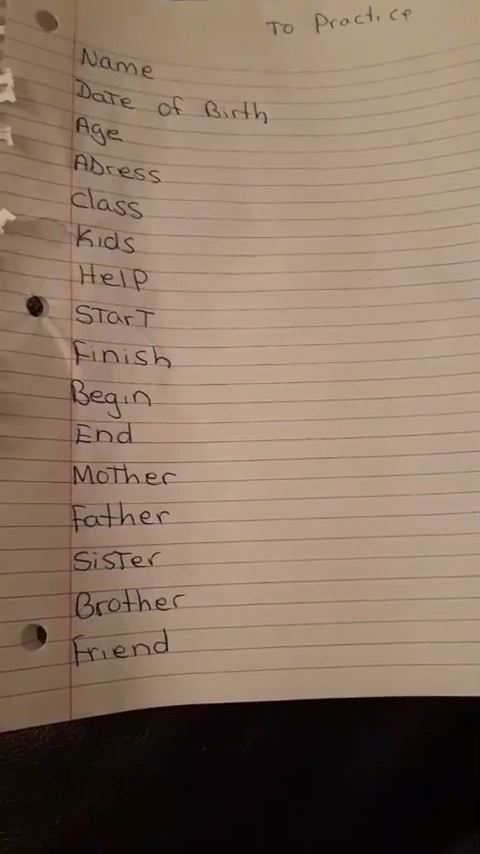 To Practice
Name
Date of Birth
Age
ADress
class
Kids
Help
STarT
Finish
Begin
End
MoTher
Father
SisTer
Brother
Friend